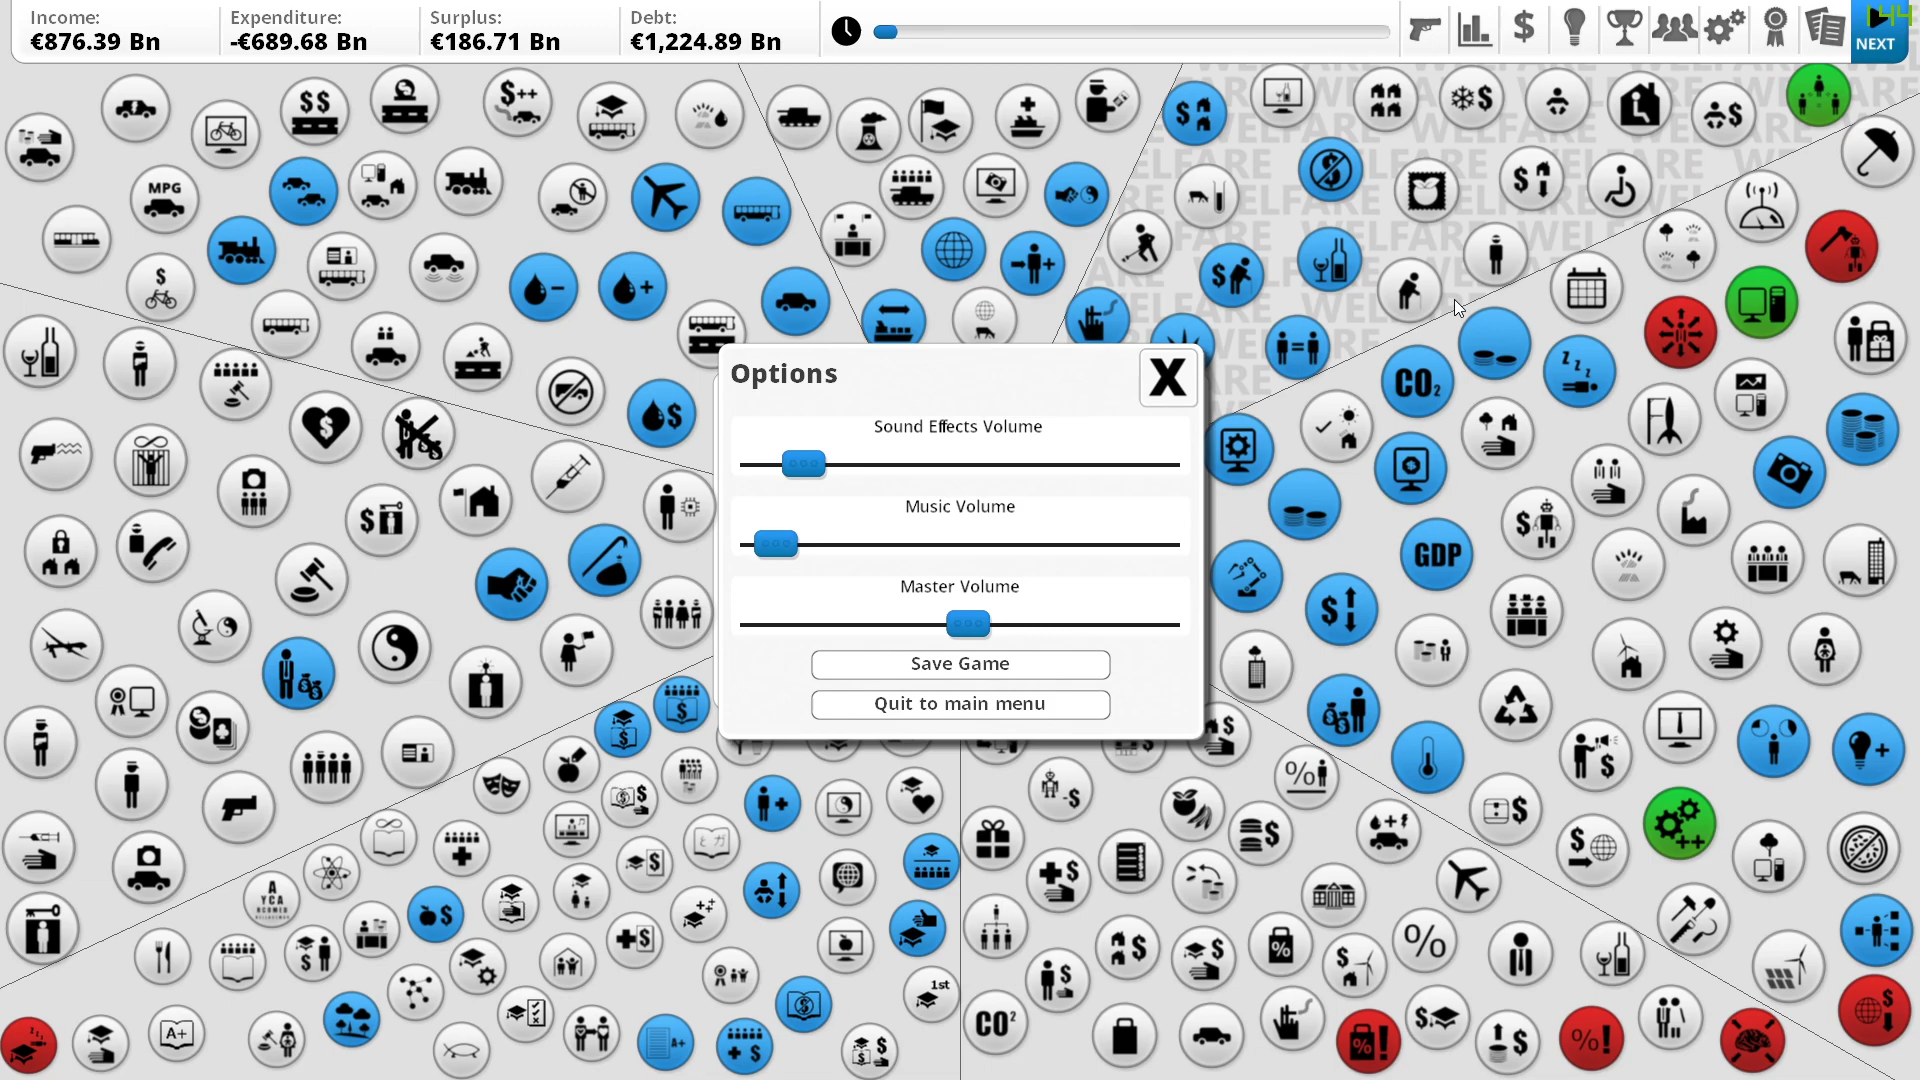 Income:
€876.39 Bn
Expenditure:
-€689.68 Bn
Surplus:
€186.71 Bn
Debt:
€1,224.89 Bn
144
NEXT
WELFARE
$$
$++
MPG
CO₂
GDP
Options
X
Sound Effects Volume
Music Volume
Master Volume
Save Game
Quit to main menu
A+
1st
CO²
%
%!